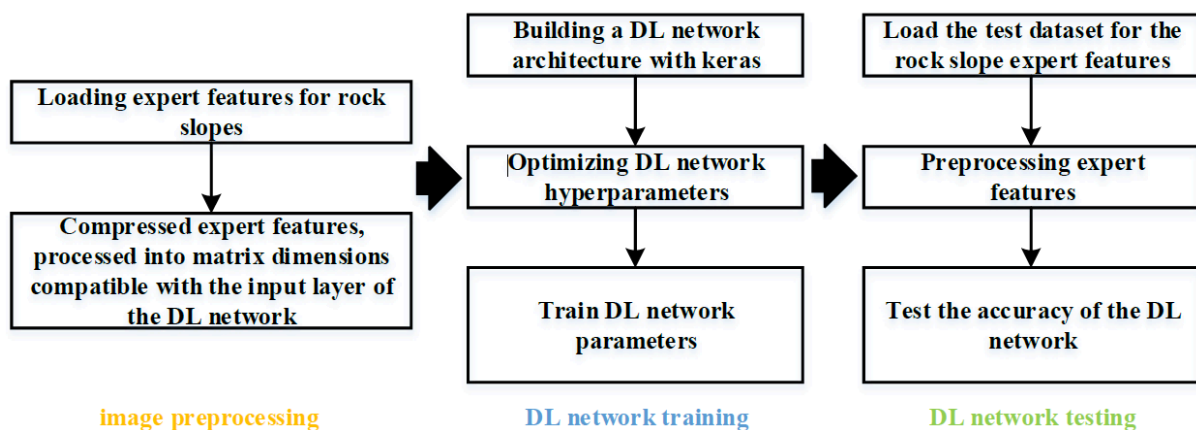 Loading expert features for rock
slopes
Compressed expert features,
processed into matrix dimensions
compatible with the input layer of
the DL network
image preprocessing
Building a DL network
architecture with keras
Optimizing DL network
hyperparameters
Train DL network
parameters
DL network training
Load the test dataset for the
rock slope expert features
Preprocessing expert
features
Test the accuracy of the DL
network
DL network testing